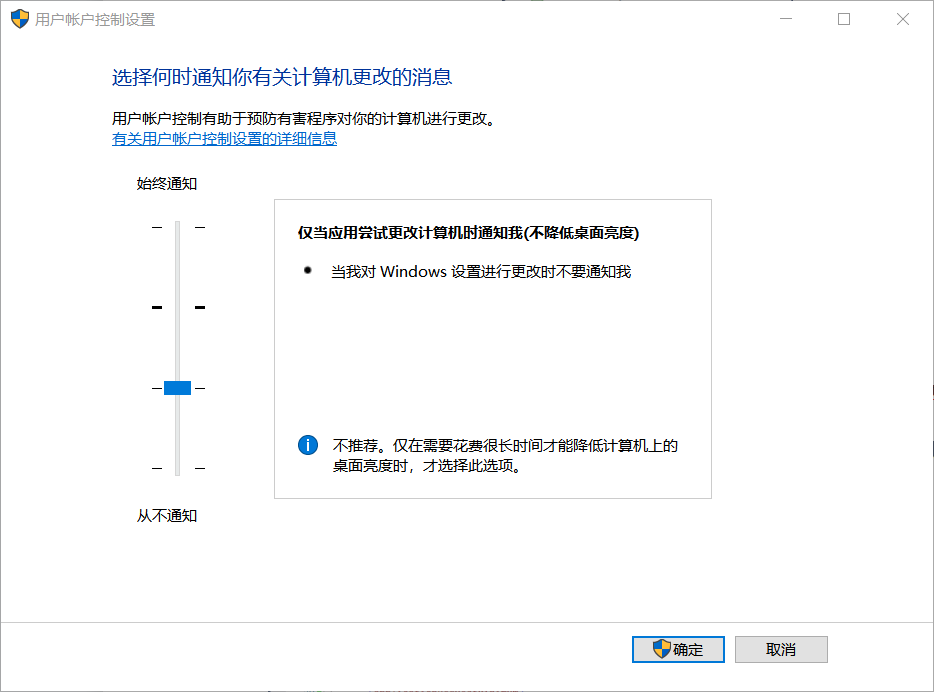 用户帐户控制设置
选择何时通知你有关计算机更改的消息
用户帐户控制有助于预防有害程序对你的计算机进行更改。
有关用户帐户控制设置的详细信息
始终通知
仅当应用尝试更改计算机时通知我(不降低桌面亮度)
当我对 Windows 设置进行更改时不要通知我
不推荐。仅在需要花费很长时间才能降低计算机上的
桌面亮度时，才选择此选项。
从不通知
确定
取消